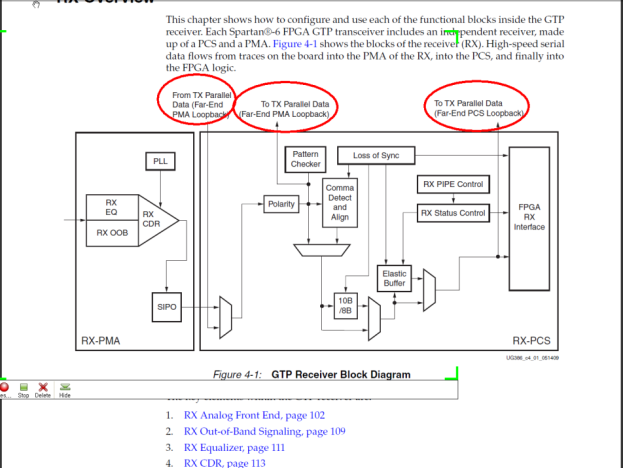 RX Overview
This chapter shows how to configure and use each of the functional blocks inside the GTP
receiver. Each Spartan®-6 FPGA GTP transceiver includes an independent receiver, made
up of a PCS and a PMA. Figure 4-1 shows the blocks of the receiver (RX). High-speed serial
data flows from traces on the board into the PMA of the RX, into the PCS, and finally into
the FPGA logic.
From TX Parallel
Data (Far-End
PMA Loopback)
To TX Parallel Data
(Far-End PMA Loopback)
To TX Parallel Data
(Far-End PCS Loopback)
PLL
RX
EQ
RX OOB
RX
CDR
SIPO
RX-PMA
Pattern
Checker
Loss of Sync
Polarity
Comma
Detect
and
Align
RX PIPE Control
RX Status Control
FPGA
RX
Interface
Elastic
Buffer
10B
/8B
RX-PCS
UG386_c4_01_051409
Figure 4-1: GTP Receiver Block Diagram
Stop
Delete
Hide
1. RX Analog Front End, page 102
2. RX Out-of-Band Signaling, page 109
3. RX Equalizer, page 111
4. RX CDR, page 113